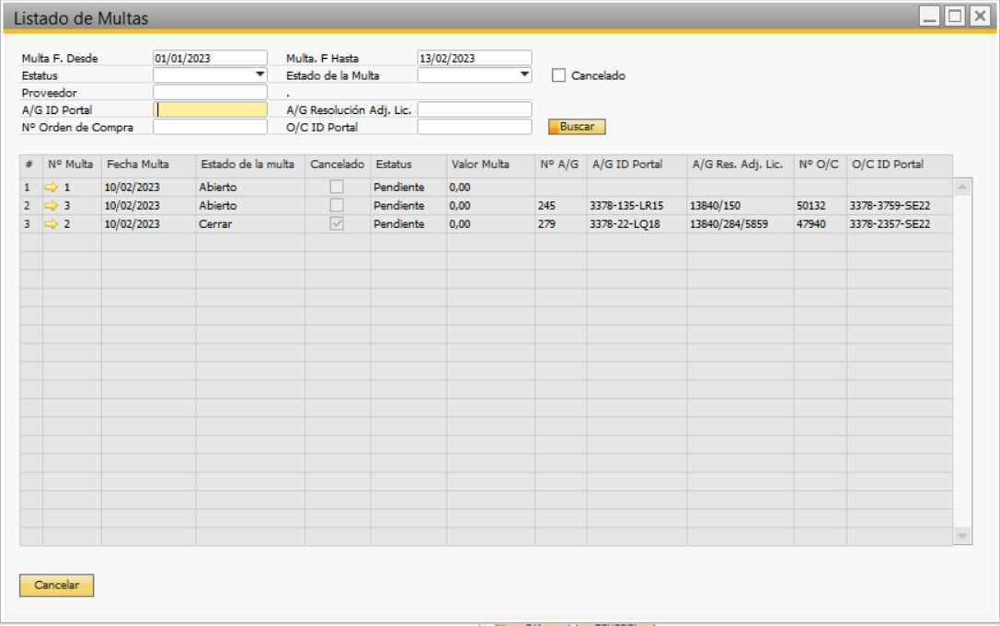 Listado de Multas
Multa F. Desde 01/01/2023 Multa. F Hasta 13/02/2023
Estatus Estado de la Multa Cancelado
Proveedor .
A/G ID Portal A/G Resolución Adj. Lic.
Nº Orden de Compra O/C ID Portal Buscar
# Nº Multa Fecha Multa Estado de la multa Cancelado Estatus Valor Multa Nº A/G A/G ID Portal A/G Res. Adj. Lic. Nº O/C O/C ID Portal
1 1 10/02/2023 Abierto Pendiente 0,00
2 3 10/02/2023 Abierto Pendiente 0,00 245 3378-135-LR15 13840/150 50132 3378-3759-SE22
3 2 10/02/2023 Cerrar Pendiente 0,00 279 3378-22-LQ18 13840/284/5859 47940 3378-2357-SE22
Cancelar